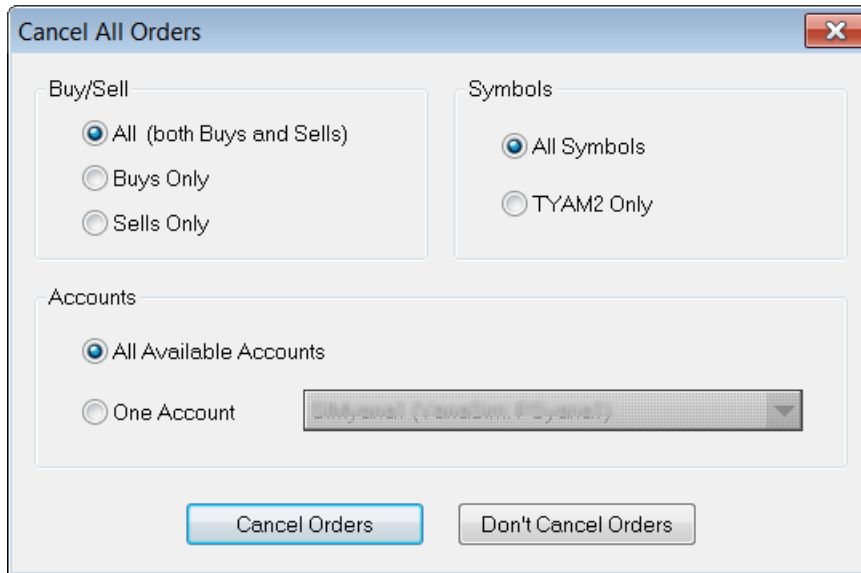 Cancel All Orders
Buy/Sell
All (both Buys and Sells)
Buys Only
Sells Only
Symbols
All Symbols
TYAM2 Only
Accounts
All Available Accounts
One Account
Cancel Orders
Don't Cancel Orders